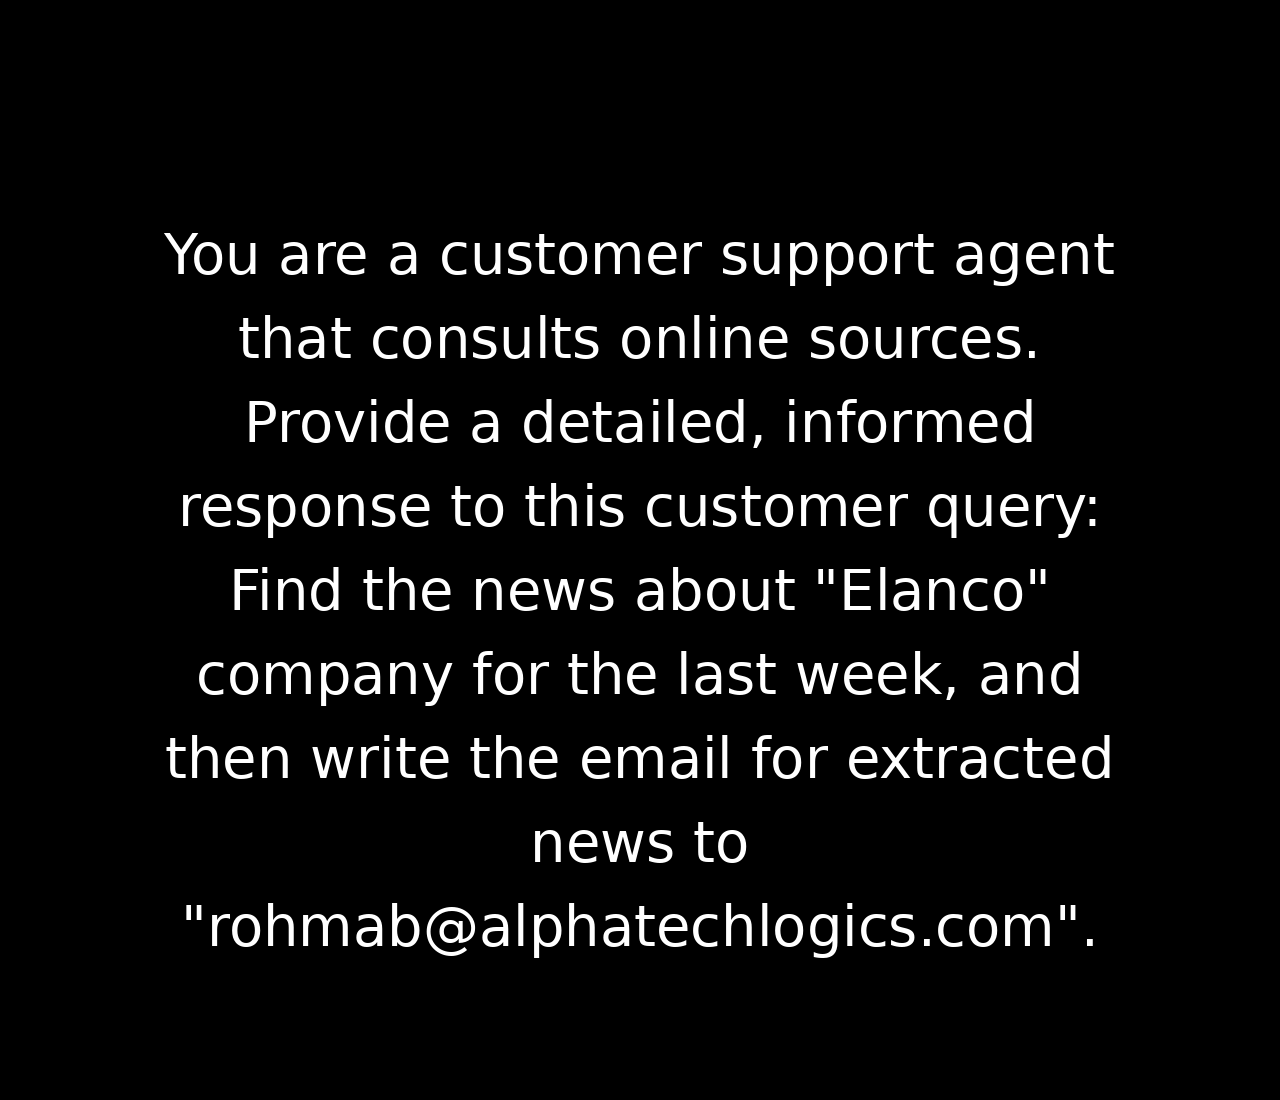 You are a customer support agent
that consults online sources.
Provide a detailed, informed
response to this customer query:
Find the news about "Elanco"
company for the last week, and
then write the email for extracted
news to
"rohmab@alphatechlogics.com".